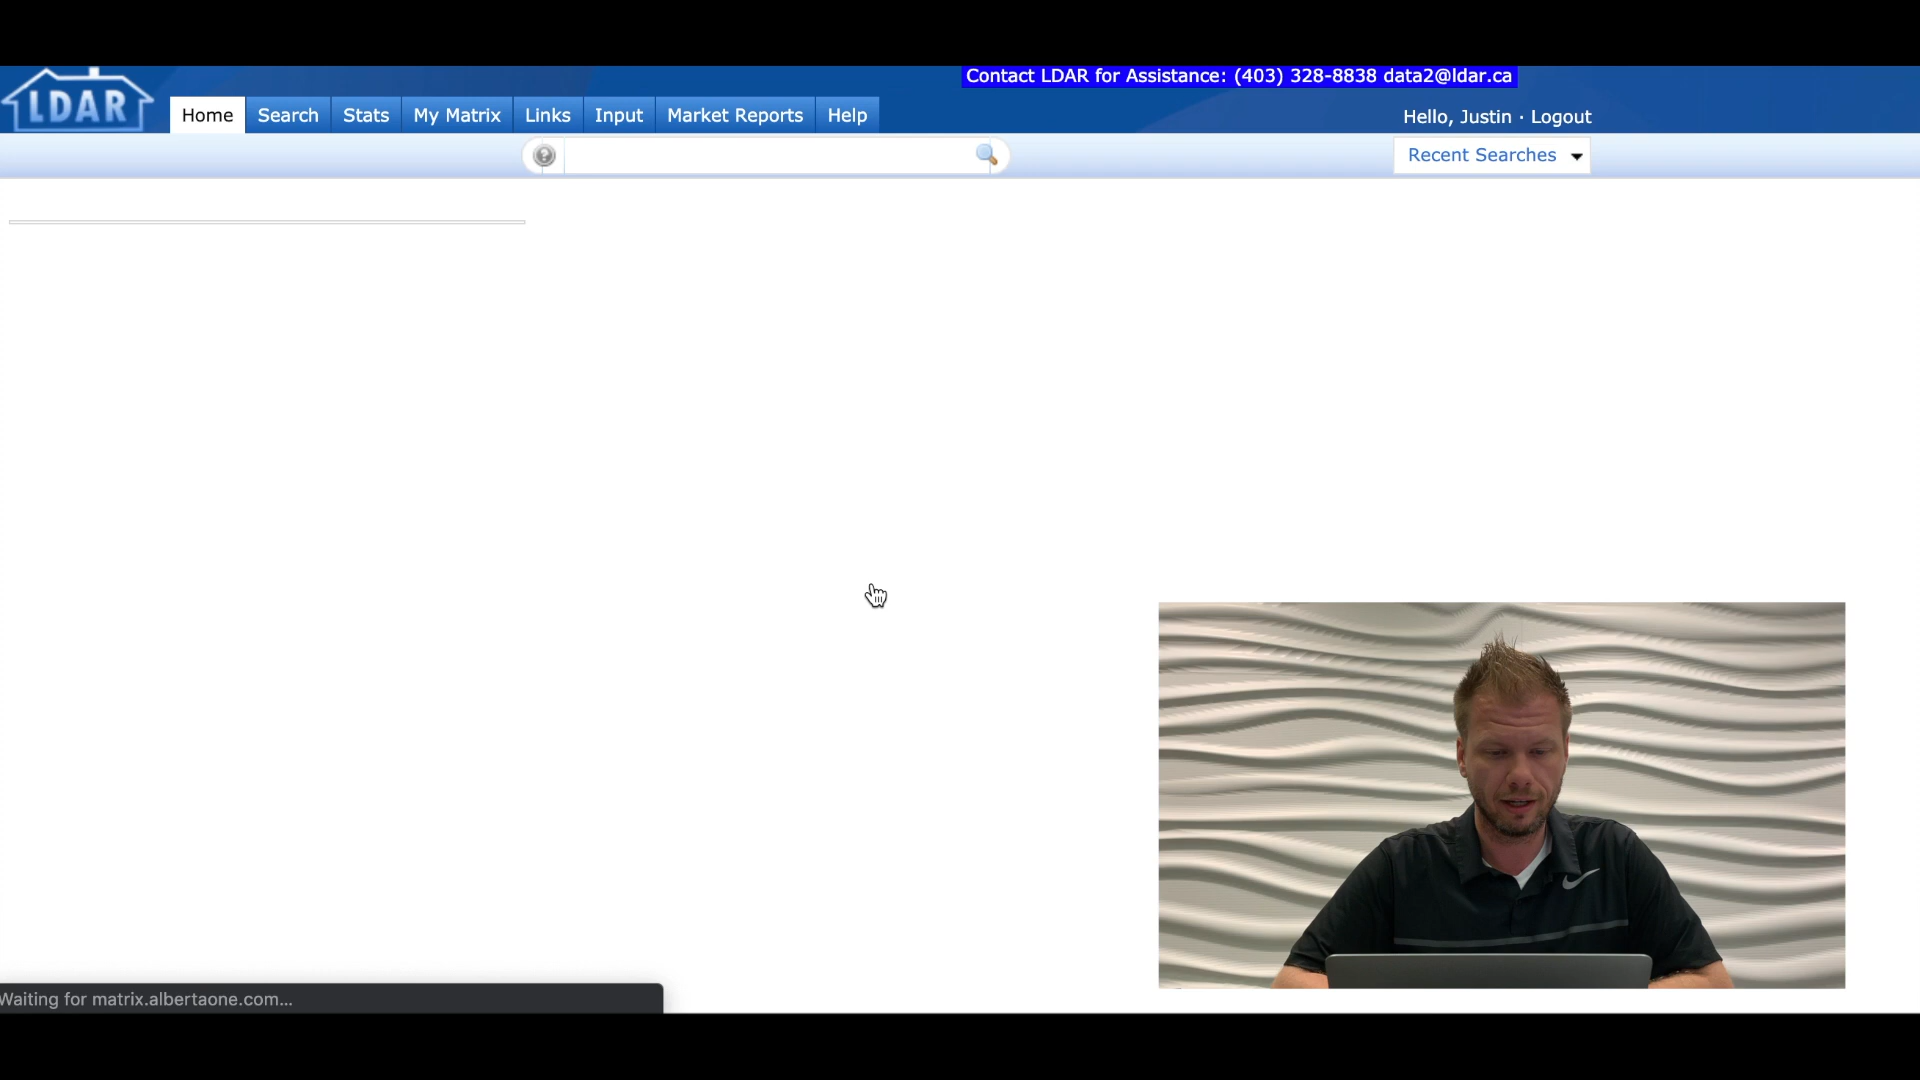 Contact LDAR for Assistance: (403) 328-8838 data2@ldar.ca
LDAR
Home Search Stats My Matrix Links Input Market Reports Help
Hello, Justin · Logout
?
Recent Searches
Waiting for matrix.albertaone.com...